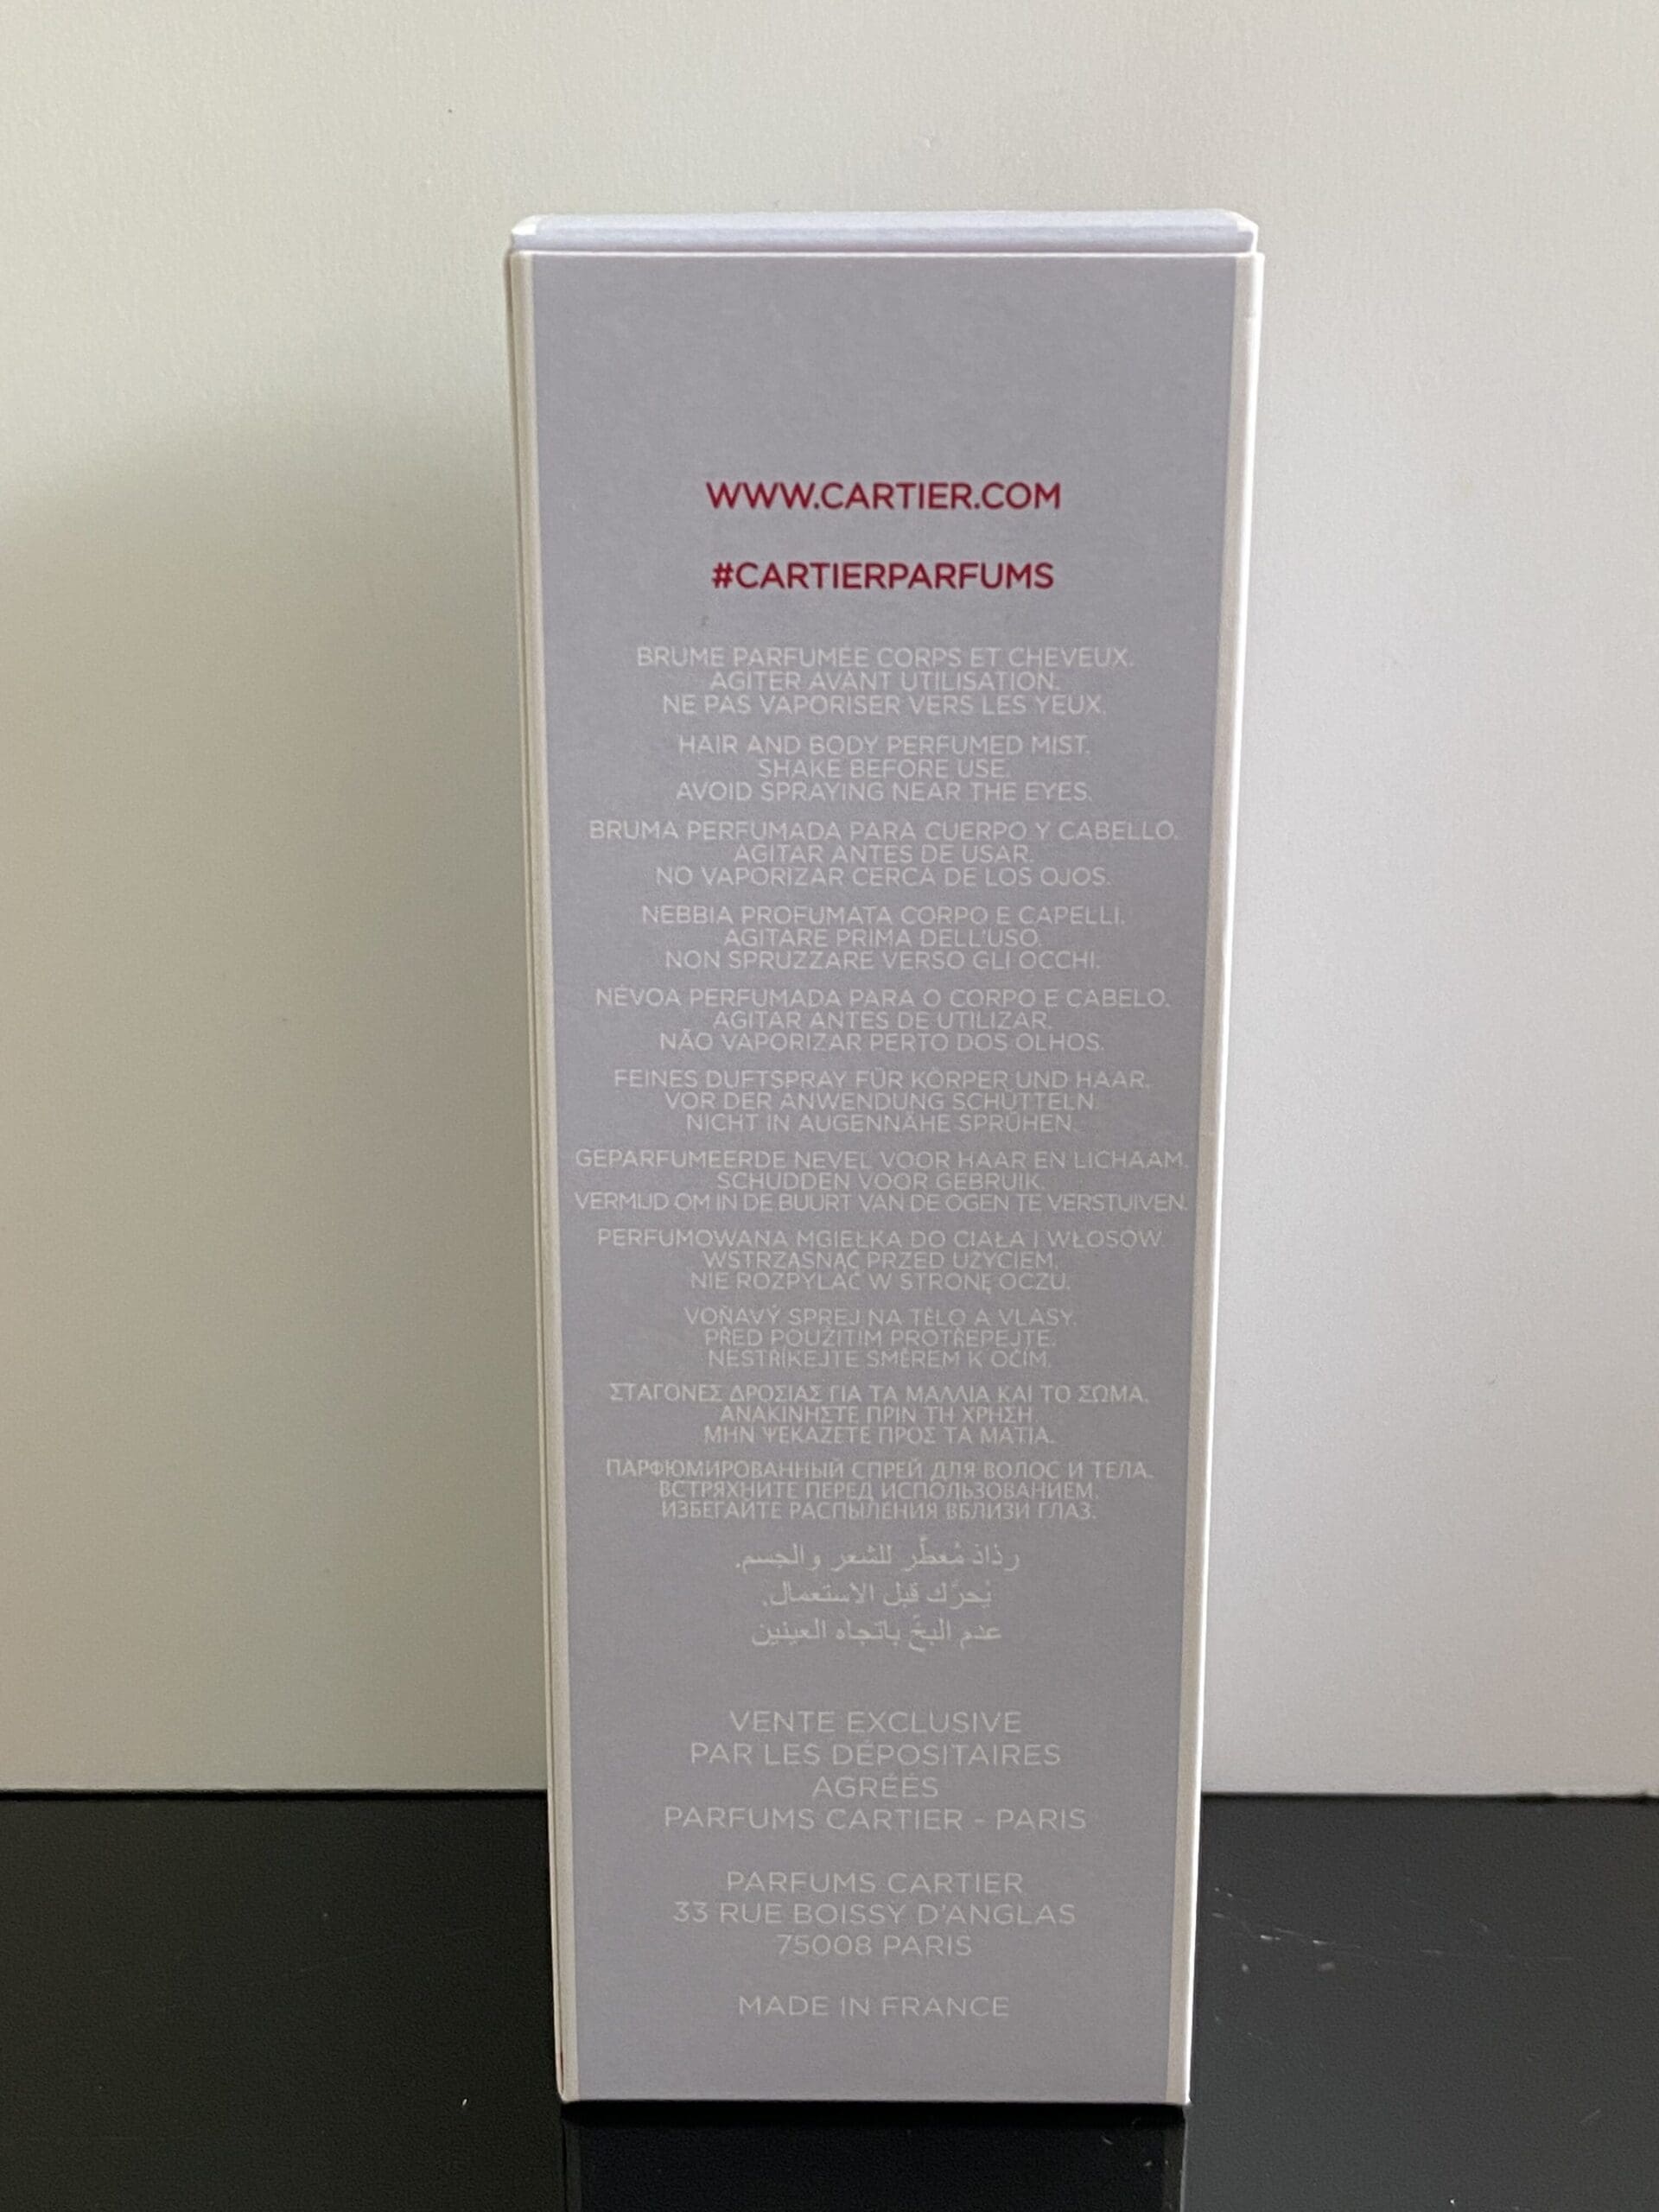 WWW.CARTIER.COM
#CARTIERPARFUMS
BRUME PARFUMÉE CORPS ET CHEVEUX.
AGITER AVANT UTILISATION.
NE PAS VAPORISER VERS LES YEUX.
HAIR AND BODY PERFUMED MIST.
SHAKE BEFORE USE.
AVOID SPRAYING NEAR THE EYES.
BRUMA PERFUMADA PARA CUERPO Y CABELLO.
AGITAR ANTES DE USAR.
NO VAPORIZAR CERCA DE LOS OJOS.
NEBBIA PROFUMATA CORPO E CAPELLI.
AGITARE PRIMA DELL'USO.
NON SPRUZZARE VERSO GLI OCCHI.
NÉVOA PERFUMADA PARA O CORPO E CABELO.
AGITAR ANTES DE UTILIZAR.
NÃO VAPORIZAR PERTO DOS OLHOS.
FEINES DUFTSPRAY FÜR KÖRPER UND HAAR.
VOR DER ANWENDUNG SCHÜTTELN.
NICHT IN AUGENNÄHE SPRÜHEN.
GEPARFUMEERDE NEVEL VOOR HAAR EN LICHAAM.
SCHUDDEN VOOR GEBRUIK.
VERMIJD OM IN DE BUURT VAN DE OGEN TE VERSTUIVEN.
PERFUMOWANA MGIEŁKA DO CIAŁA I WŁOSÓW.
WSTRZĄSNĄĆ PRZED UŻYCIEM.
NIE ROZPYLAĆ W STRONĘ OCZU.
VOŇAVÝ SPREJ NA TĚLO A VLASY.
PŘED POUŽITÍM PROTŘEPEJTE.
NESTŘÍKEJTE SMĚREM K OČÍM.
ΣΤΑΓΟΝΕΣ ΔΡΟΣΙΑΣ ΓΙΑ ΤΑ ΜΑΛΛΙΑ ΚΑΙ ΤΟ ΣΩΜΑ.
ΑΝΑΚΙΝΗΣΤΕ ΠΡΙΝ ΤΗ ΧΡΗΣΗ.
ΜΗΝ ΨΕΚΑΖΕΤΕ ΠΡΟΣ ΤΑ ΜΑΤΙΑ.
ПАРФЮМИРОВАННЫЙ СПРЕЙ ДЛЯ ВОЛОС И ТЕЛА.
ВСТРЯХНИТЕ ПЕРЕД ИСПОЛЬЗОВАНИЕМ.
ИЗБЕГАЙТЕ РАСПЫЛЕНИЯ ВБЛИЗИ ГЛАЗ.
رذاذ مُعطّر للشعر والجسم.
يُحرّك قبل الاستعمال.
عدم البخّ باتجاه العينين
VENTE EXCLUSIVE
PAR LES DÉPOSITAIRES
AGRÉÉS
PARFUMS CARTIER - PARIS
PARFUMS CARTIER
33 RUE BOISSY D'ANGLAS
75008 PARIS
MADE IN FRANCE